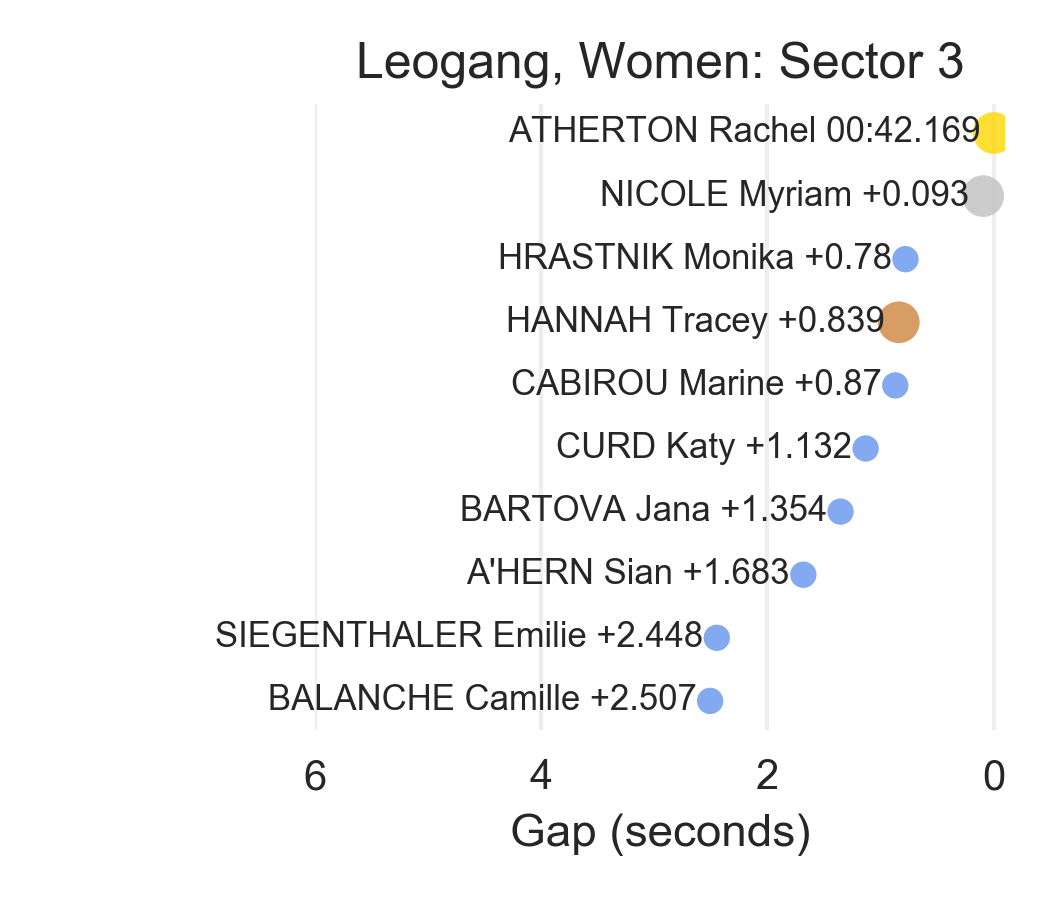 Leogang, Women: Sector 3
ATHERTON Rachel 00:42.169
NICOLE Myriam +0.093
HRASTNIK Monika +0.78
HANNAH Tracey +0.839
CABIROU Marine +0.87
CURD Katy +1.132
BARTOVA Jana +1.354
A'HERN Sian +1.683
SIEGENTHALER Emilie +2.448
BALANCHE Camille +2.507
6 4 2 0
Gap (seconds)